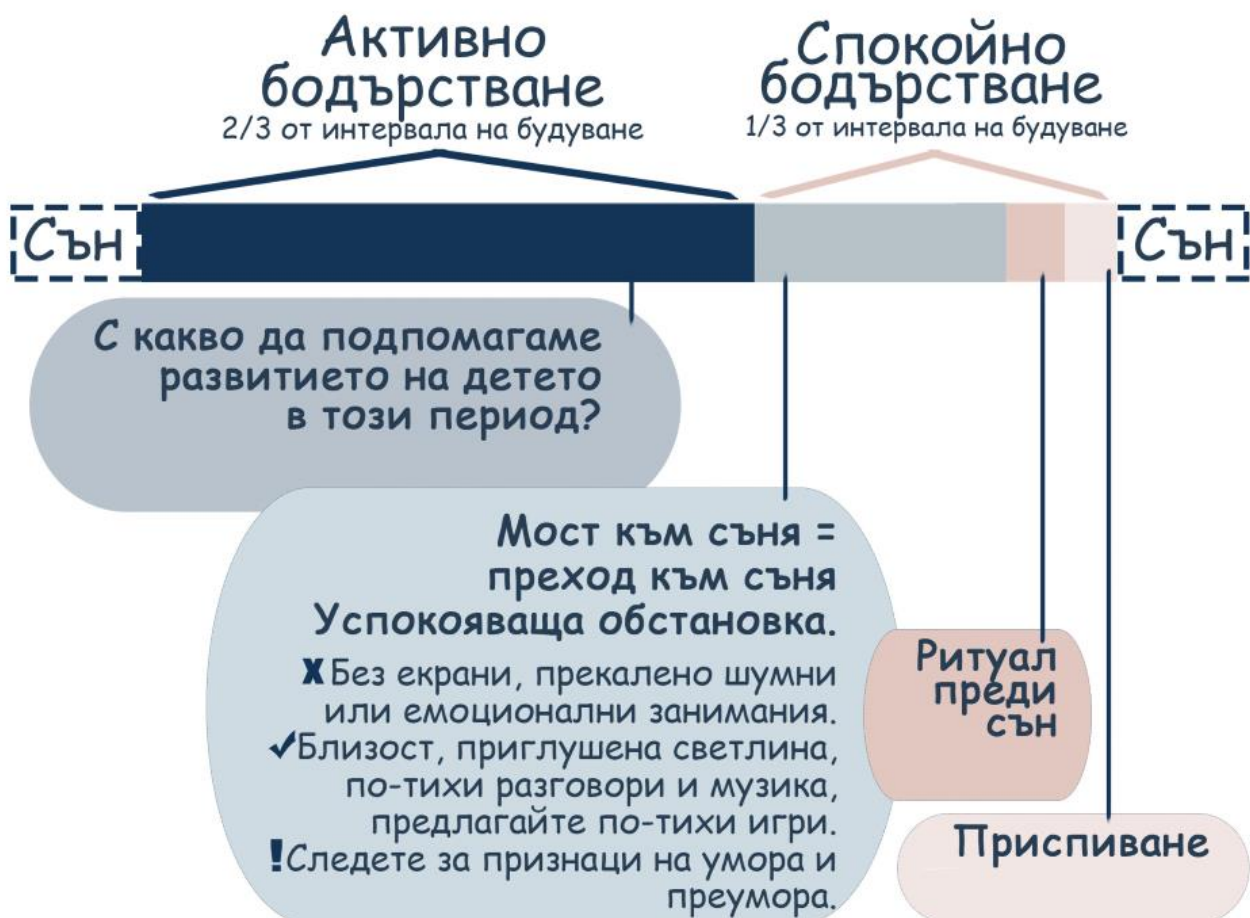 Активно
бодърстване
2/3 от интервала на будуване
Спокойно
бодърстване
1/3 от интервала на будуване
Сън
Сън
С какво да подпомагаме
развитието на детето
в този период?
Мост към съня =
преход към съня
Успокояваща обстановка.
✗Без екрани, прекалено шумни
или емоционални занимания.
✓Близост, приглушена светлина,
по-тихи разговори и музика,
предлагайте по-тихи игри.
!Следете за признаци на умора и
преумора.
Ритуал
преди
сън
Приспиване